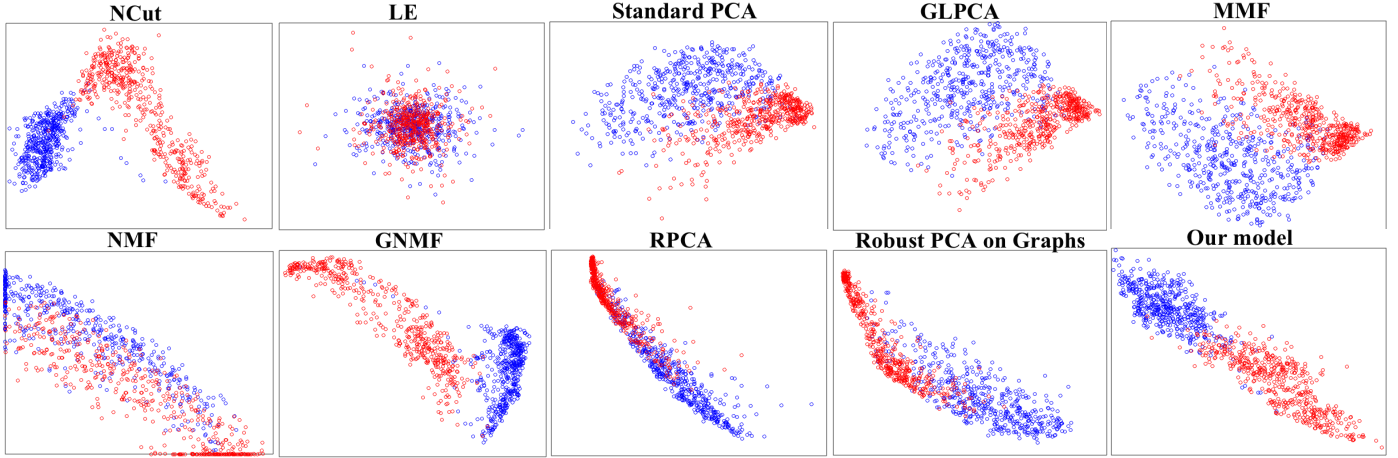 NCut
LE
Standard PCA
GLPCA
MMF
NMF
GNMF
RPCA
Robust PCA on Graphs
Our model